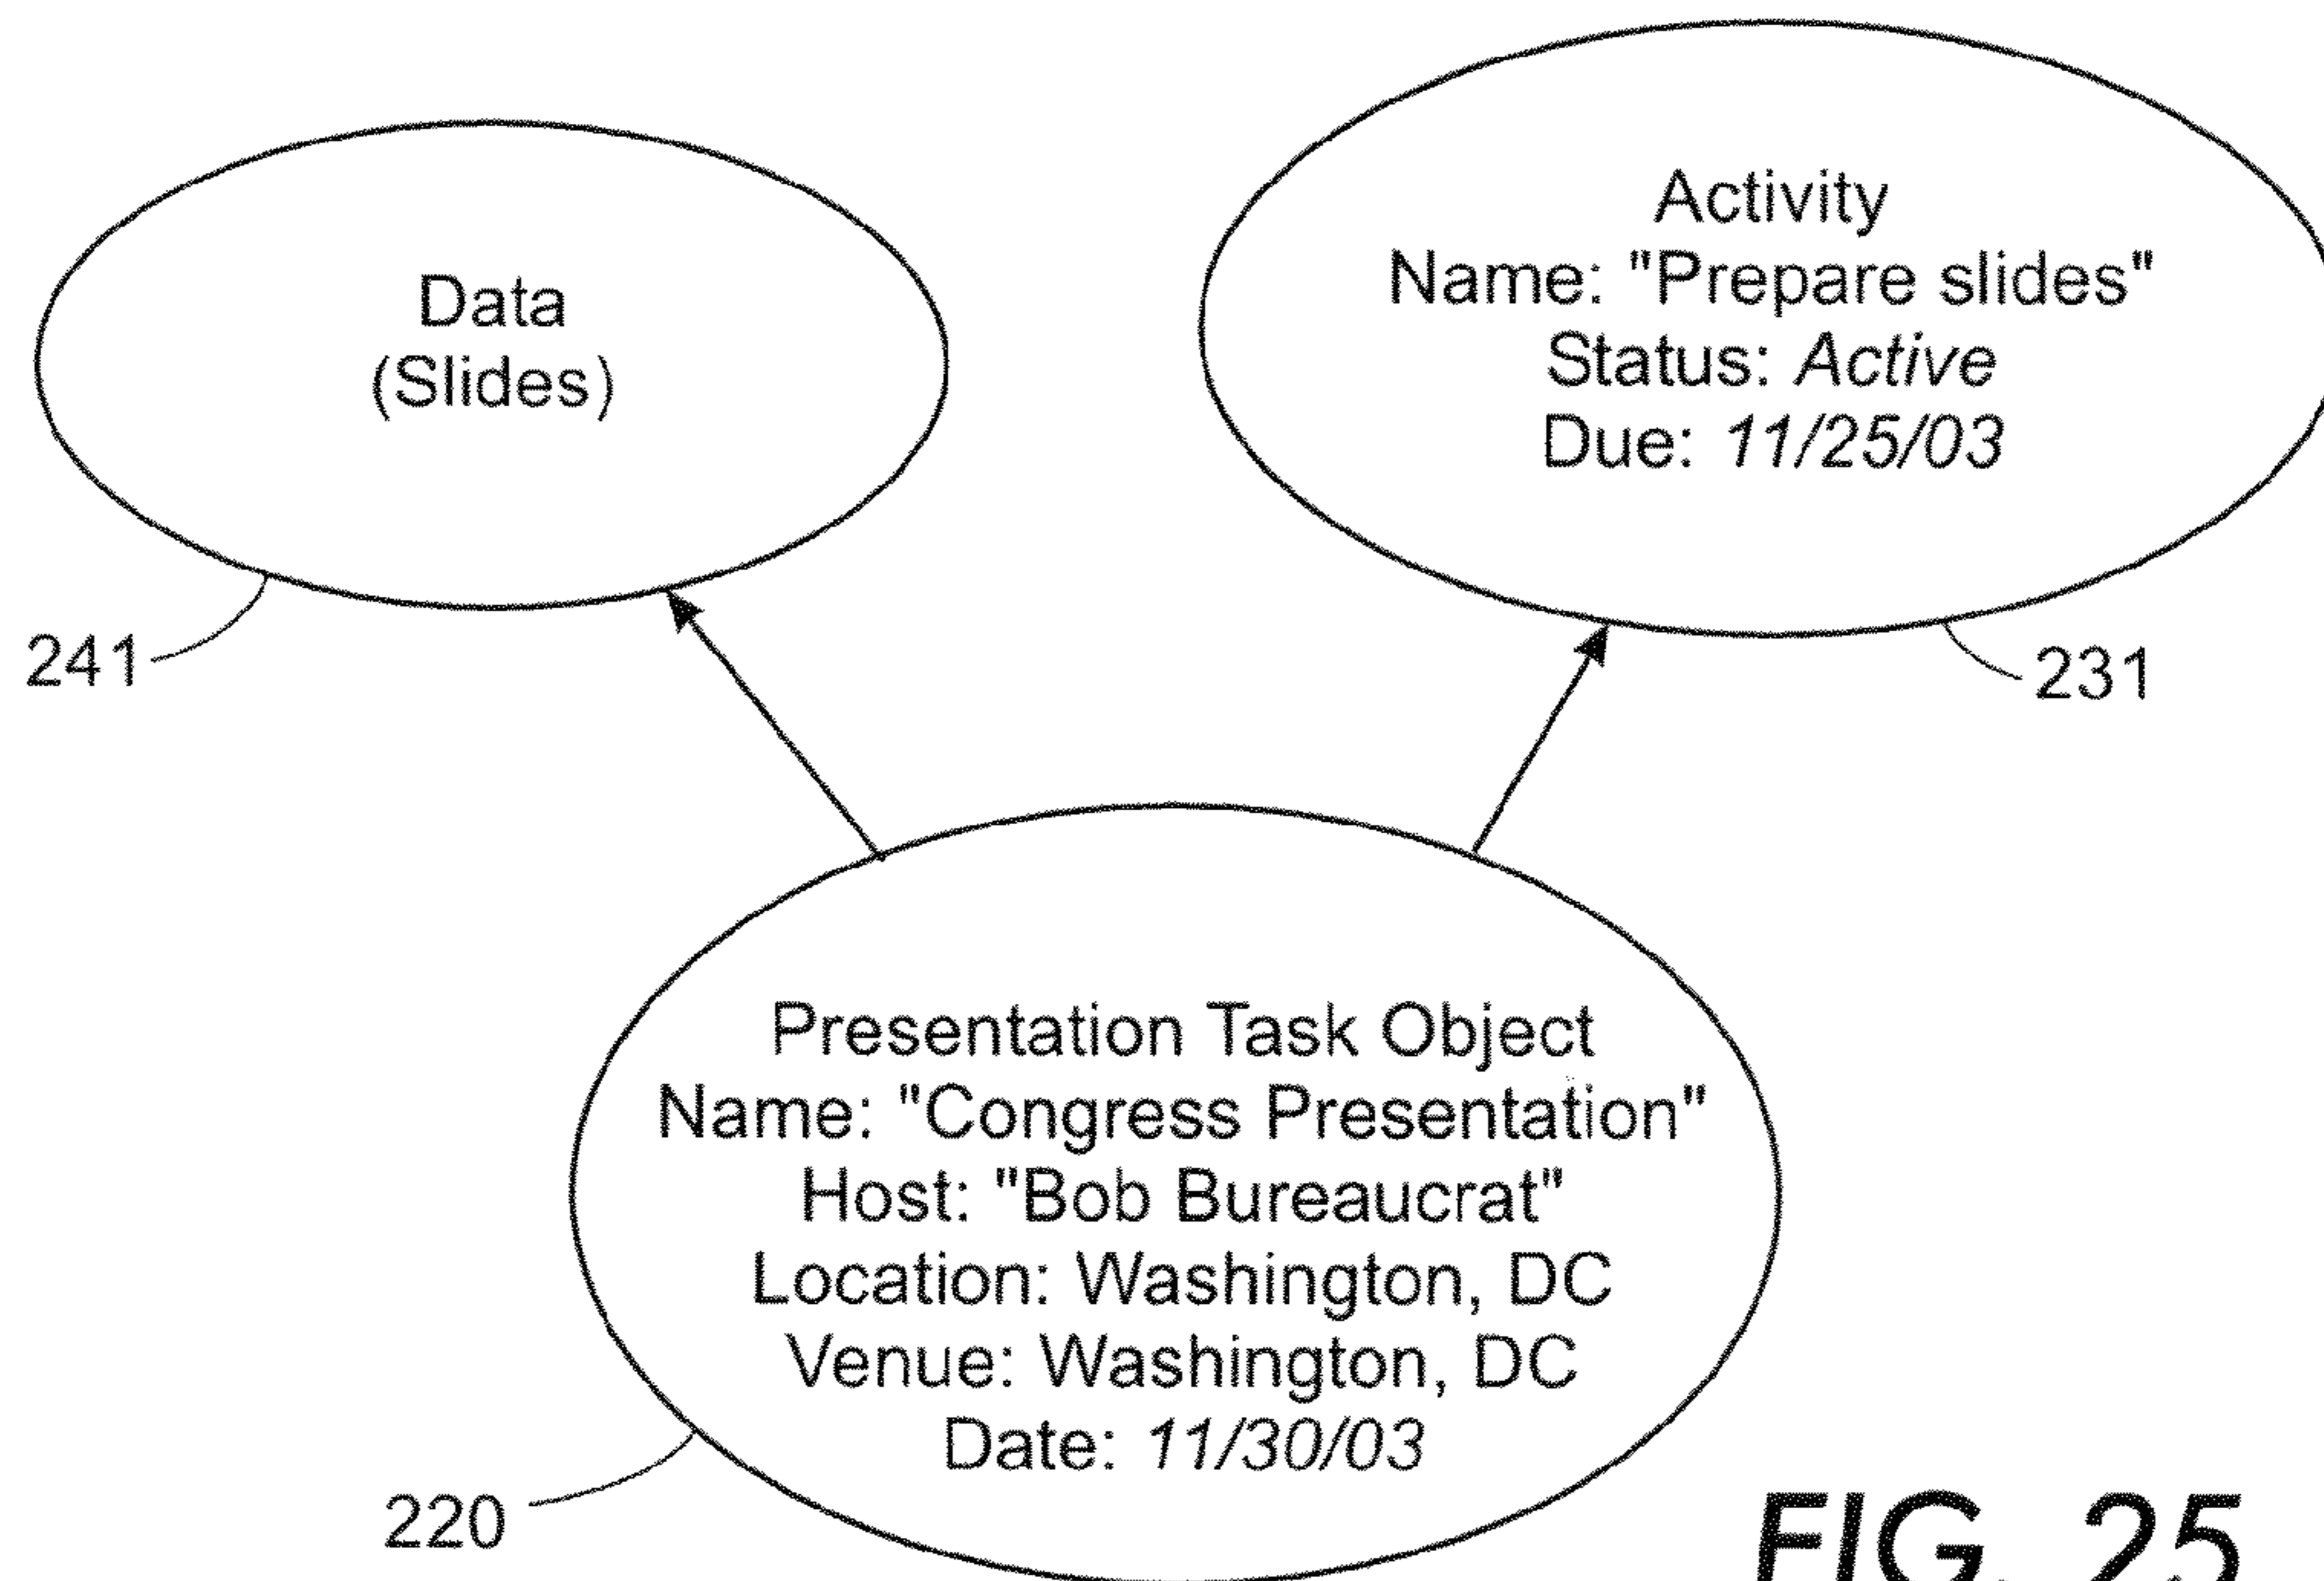 Data
(Slides)
241
Activity
Name: "Prepare slides"
Status: Active
Due: 11/25/03
231
Presentation Task Object
Name: "Congress Presentation"
Host: "Bob Bureaucrat"
Location: Washington, DC
Venue: Washington, DC
Date: 11/30/03
220
FIG. 25